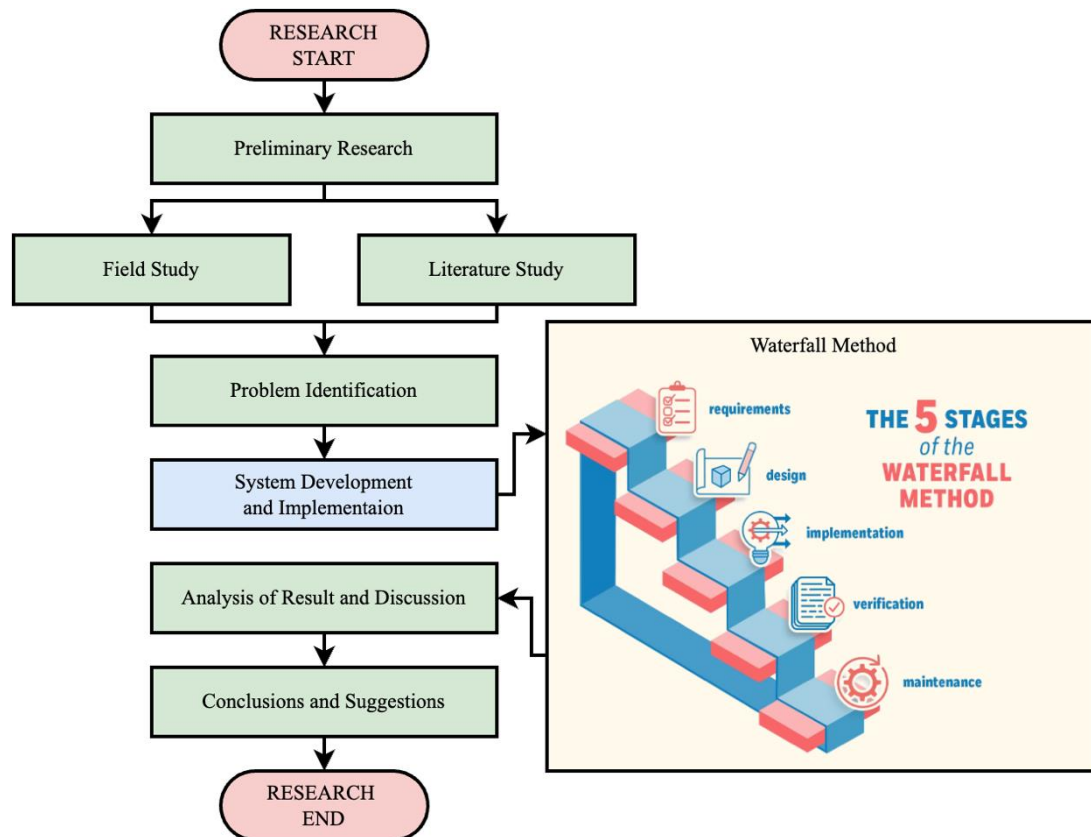 RESEARCH
START
Preliminary Research
Field Study
Literature Study
Problem Identification
System Development
and Implementaion
Waterfall Method
requirements
design
implementation
verification
maintenance
THE 5 STAGES
of the
WATERFALL
METHOD
Analysis of Result and Discussion
Conclusions and Suggestions
RESEARCH
END